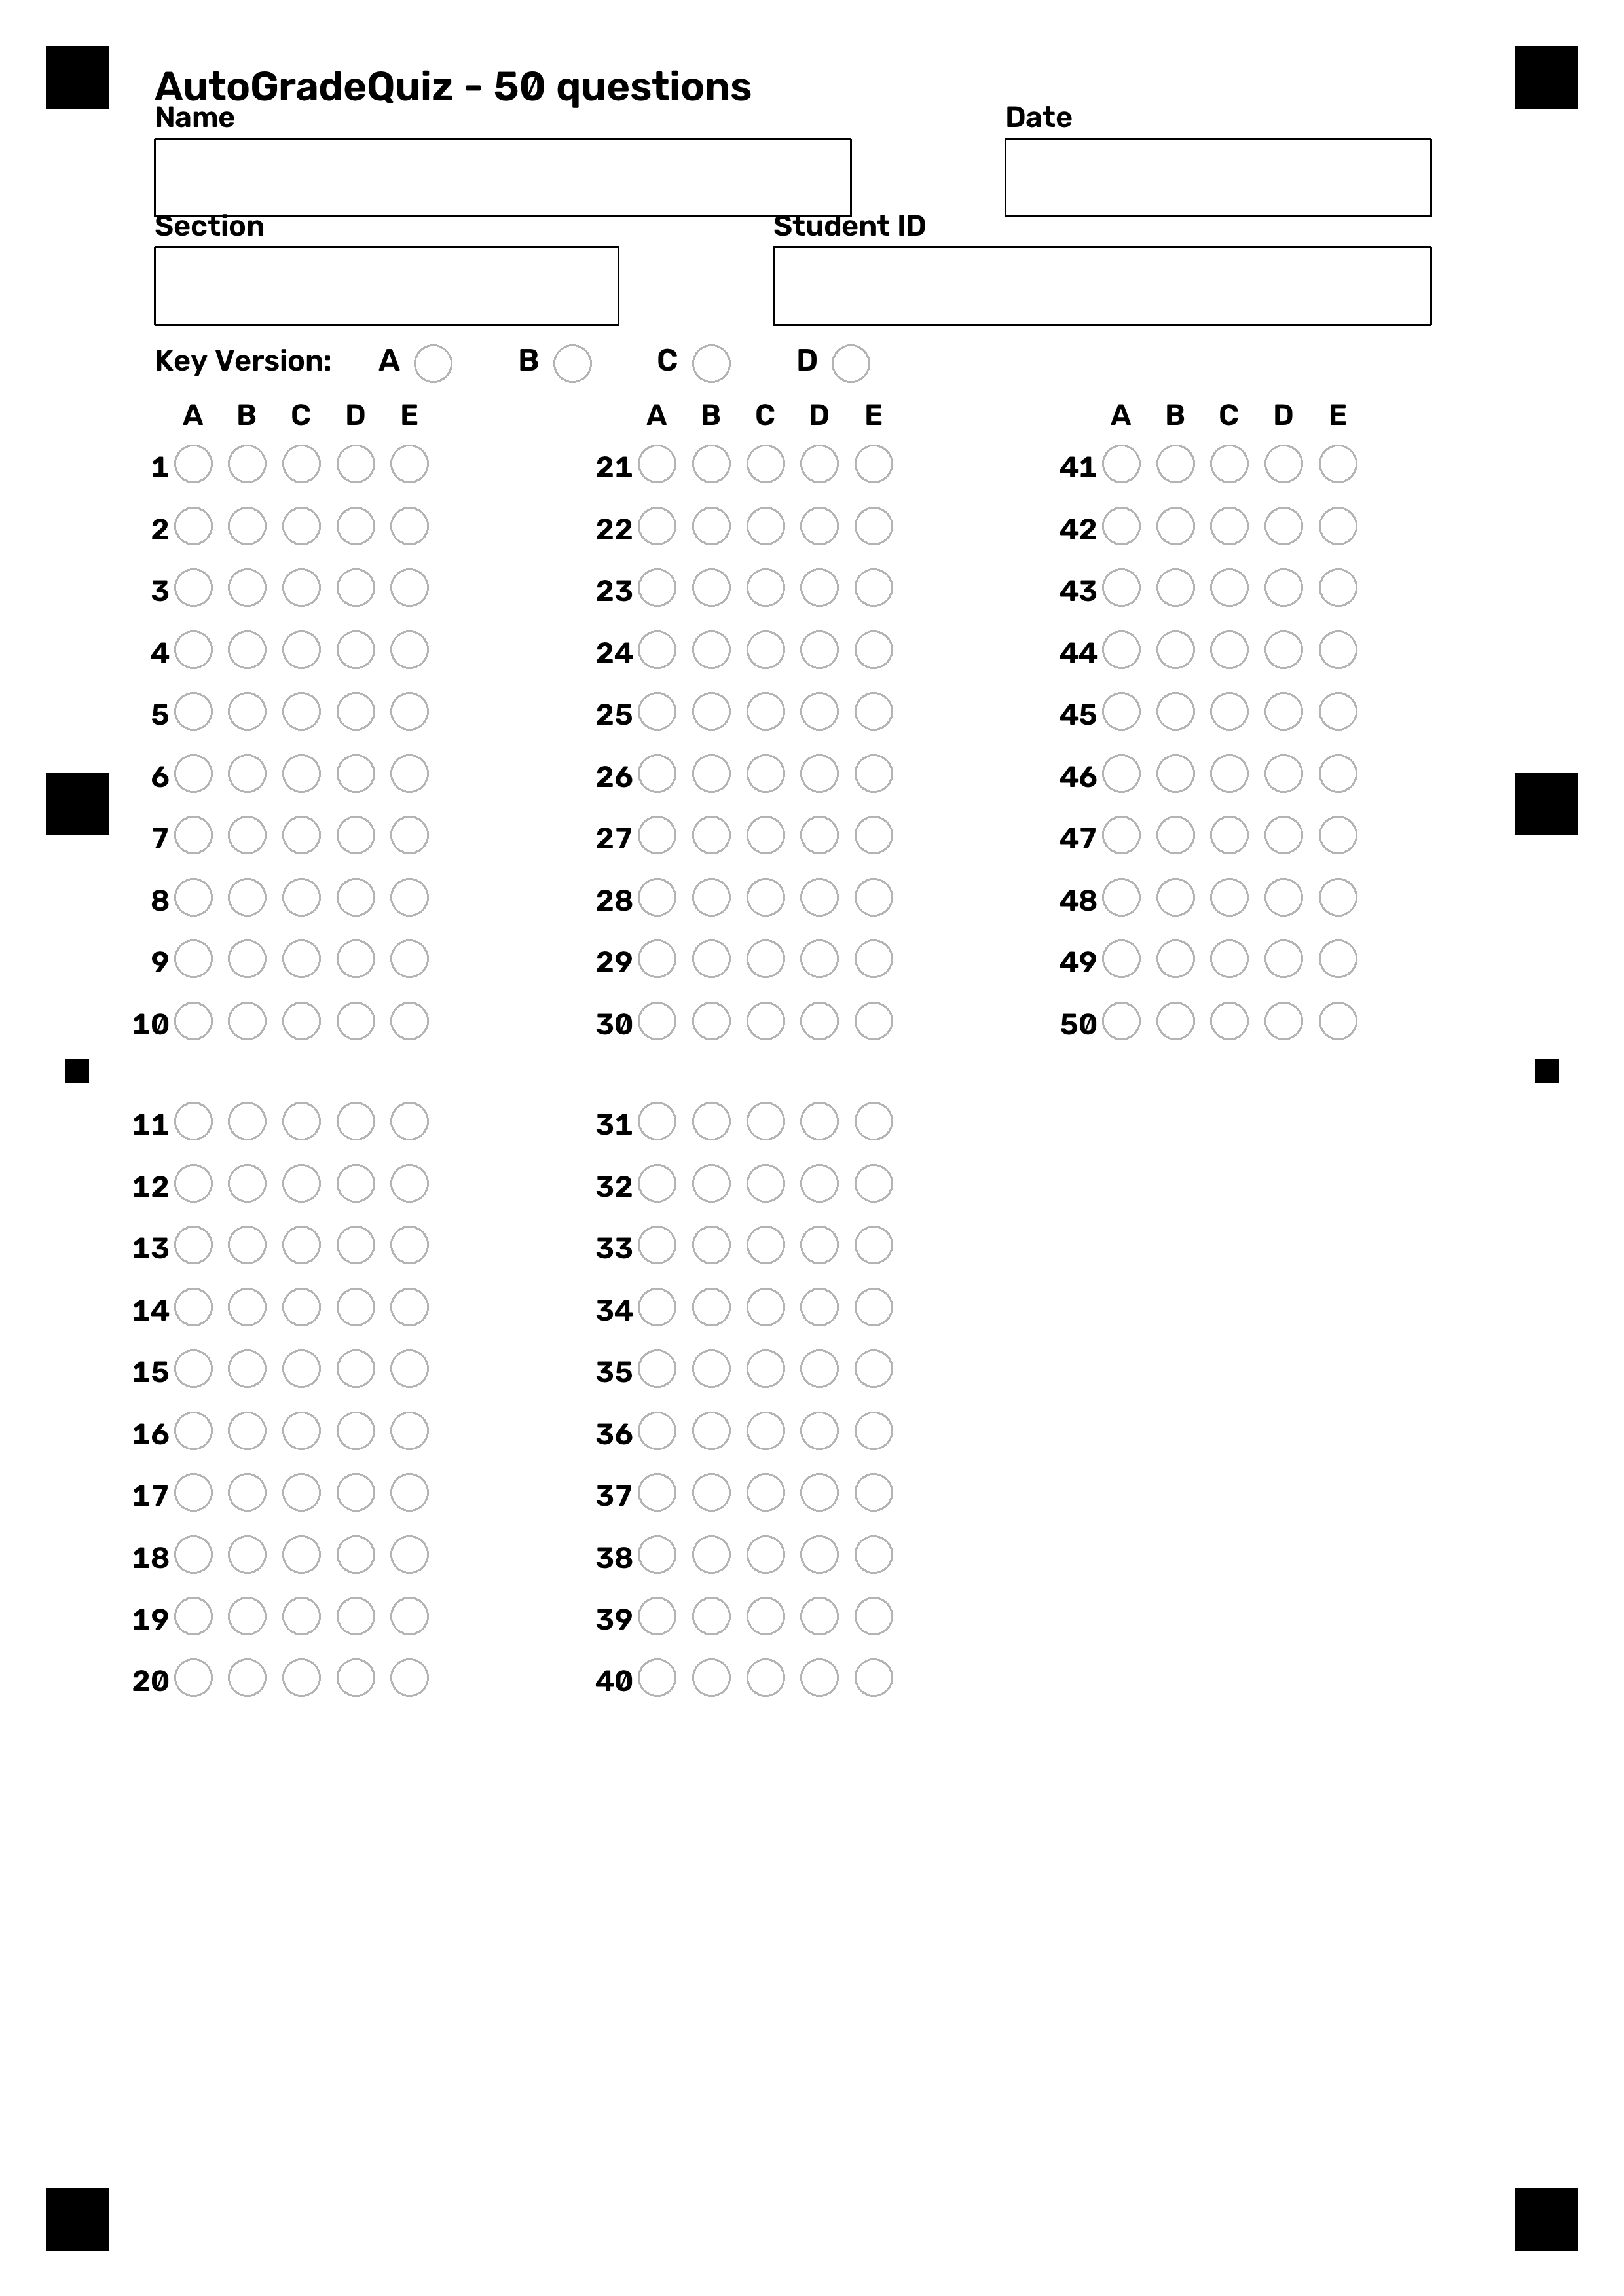 AutoGradeQuiz - 50 questions
Name Date
Section Student ID
Key Version: A B C D
A B C D E A B C D E A B C D E
1 21 41
2 22 42
3 23 43
4 24 44
5 25 45
6 26 46
7 27 47
8 28 48
9 29 49
10 30 50
11 31
12 32
13 33
14 34
15 35
16 36
17 37
18 38
19 39
20 40